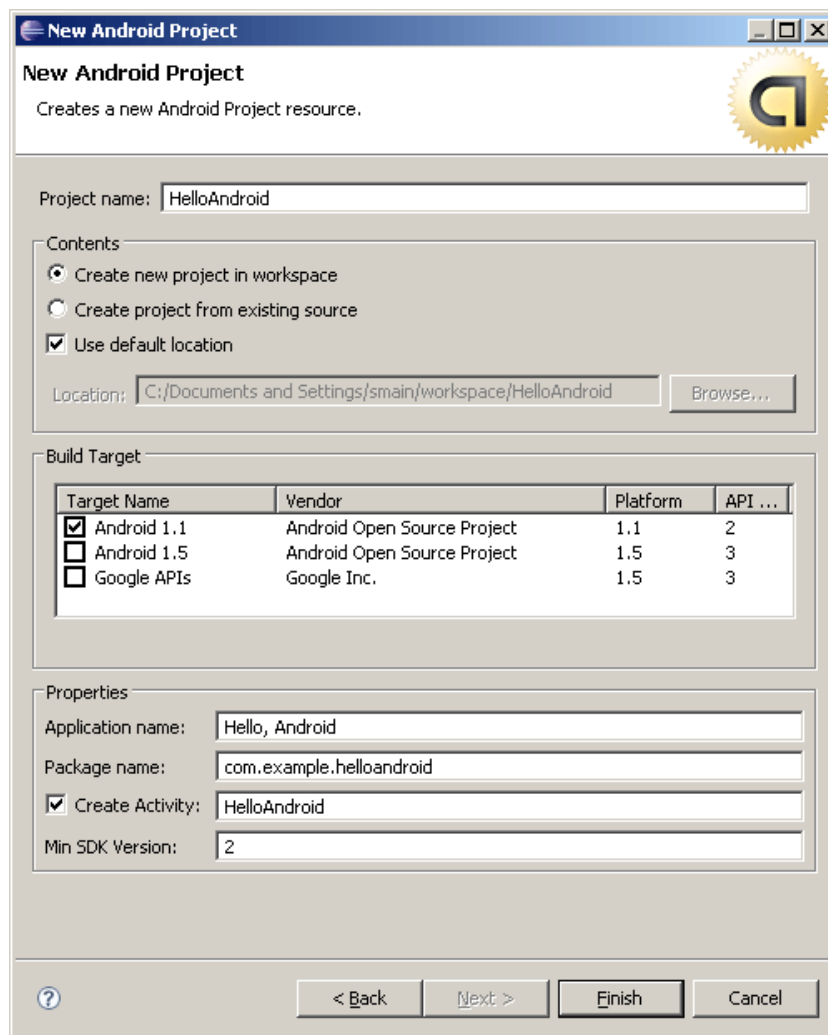 New Android Project
New Android Project
Creates a new Android Project resource.
Project name: HelloAndroid
Contents
Create new project in workspace
Create project from existing source
Use default location
Location: C:/Documents and Settings/smain/workspace/HelloAndroid Browse...
Build Target
Target Name Vendor Platform API ...
Android 1.1 Android Open Source Project 1.1 2
Android 1.5 Android Open Source Project 1.5 3
Google APIs Google Inc. 1.5 3
Properties
Application name: Hello, Android
Package name: com.example.helloandroid
Create Activity: HelloAndroid
Min SDK Version: 2
? < Back Next > Finish Cancel